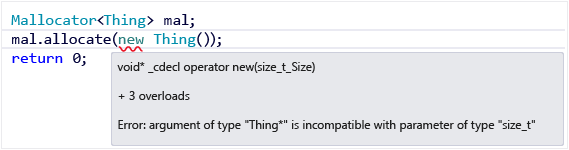 Mallocator<Thing> mal;
mal.allocate(new Thing());
return 0;
void* _cdecl operator new(size_t_Size)
+ 3 overloads
Error: argument of type "Thing*" is incompatible with parameter of type "size_t"